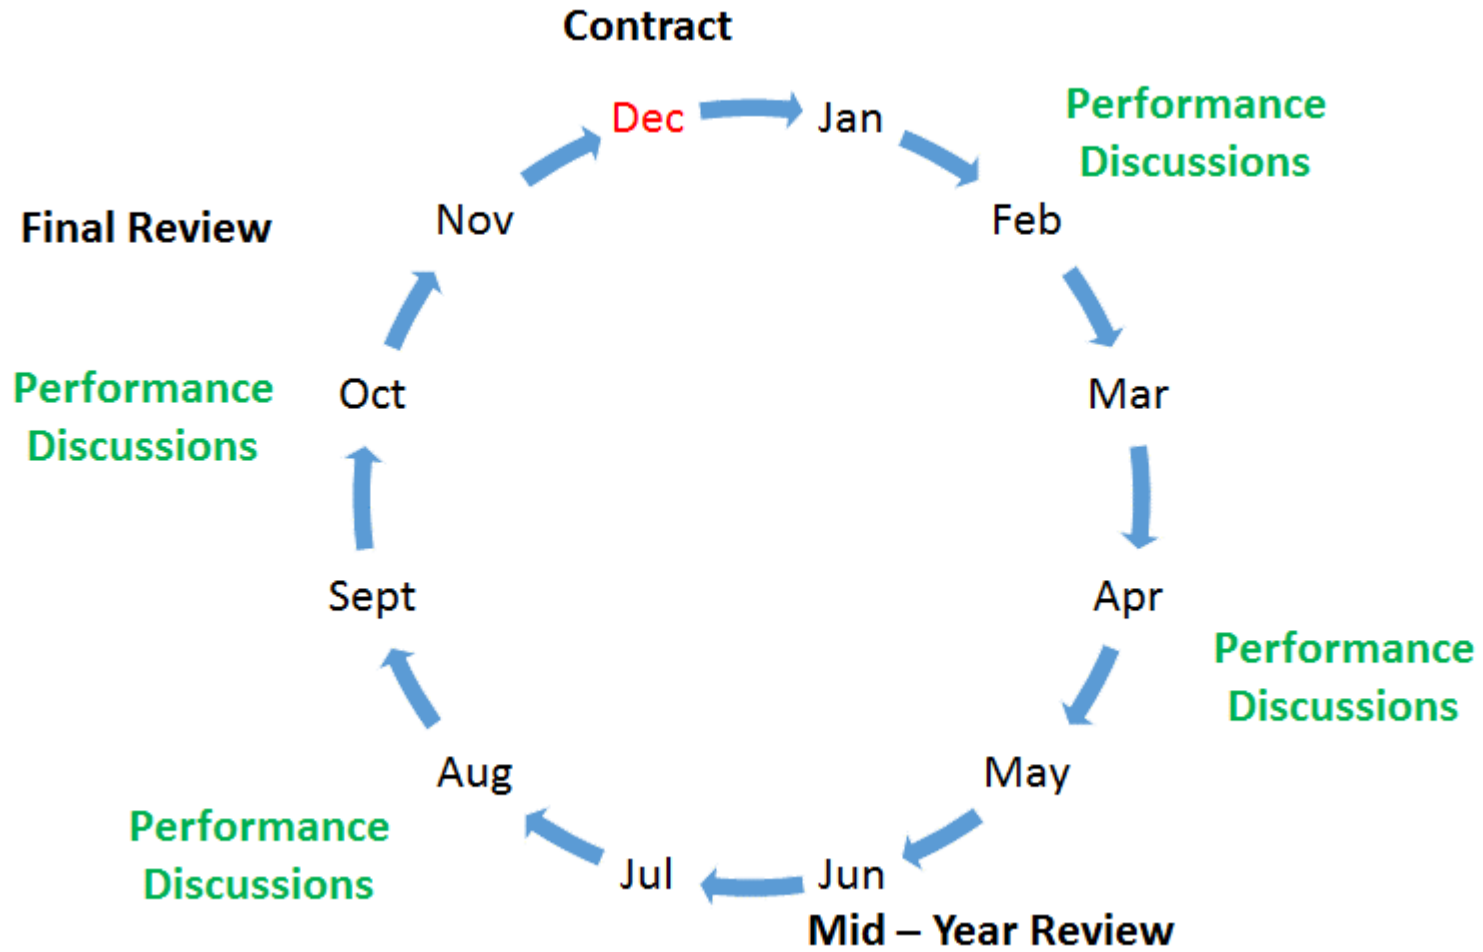 Contract
Dec
Jan
Performance
Discussions
Feb
Mar
Apr
Performance
Discussions
May
Jun
Mid – Year Review
Jul
Aug
Performance
Discussions
Sept
Oct
Performance
Discussions
Nov
Final Review